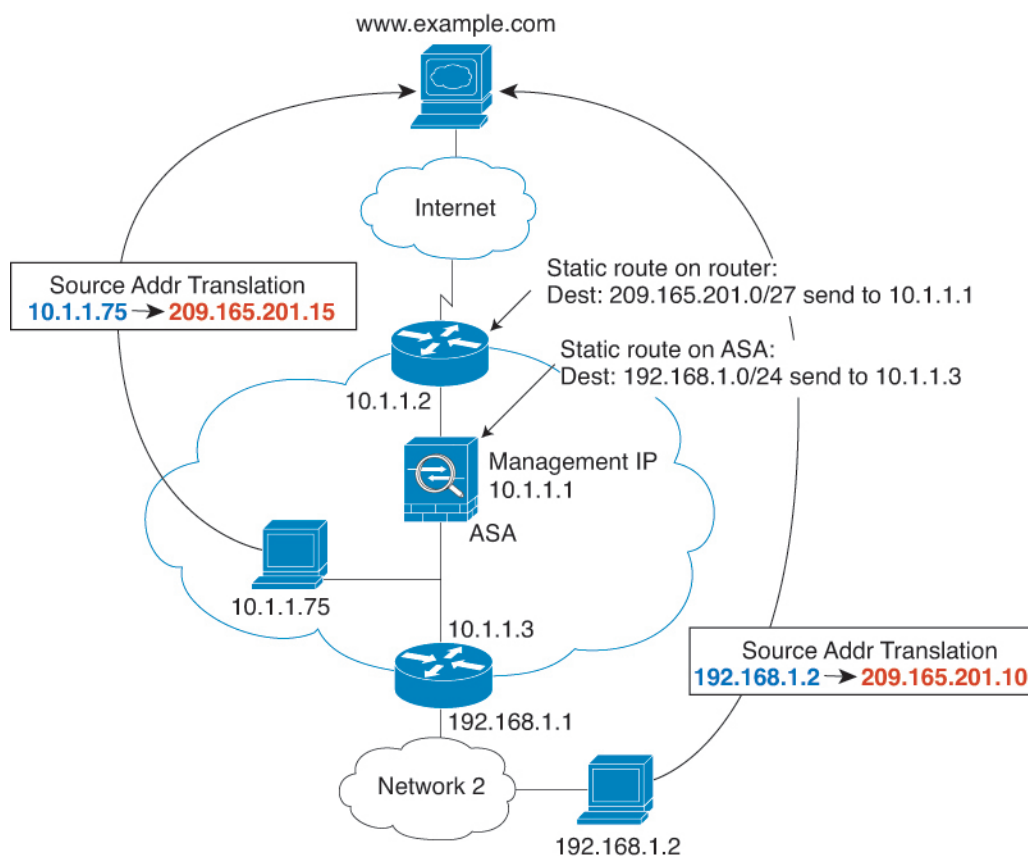 www.example.com
Internet
Source Addr Translation
10.1.1.75 → 209.165.201.15
Static route on router:
Dest: 209.165.201.0/27 send to 10.1.1.1
Static route on ASA:
Dest: 192.168.1.0/24 send to 10.1.1.3
10.1.1.2
Management IP
10.1.1.1
ASA
10.1.1.75
10.1.1.3
Source Addr Translation
192.168.1.2 → 209.165.201.10
192.168.1.1
Network 2
192.168.1.2